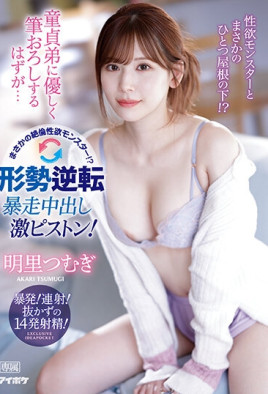 性欲モンスターと
まさかの
ひとつ屋根の下!?
童貞弟に優しく
筆おろしする
はずが…
まさかの絶倫性欲モンスター!?
形勢逆転
暴走中出し
激ピストン!
明里つむぎ
AKARI TSUMUGI
暴発!連射!
抜かずの
14発射精!
EXCLUSIVE
IDEAPOCKET
専属
アイポケ